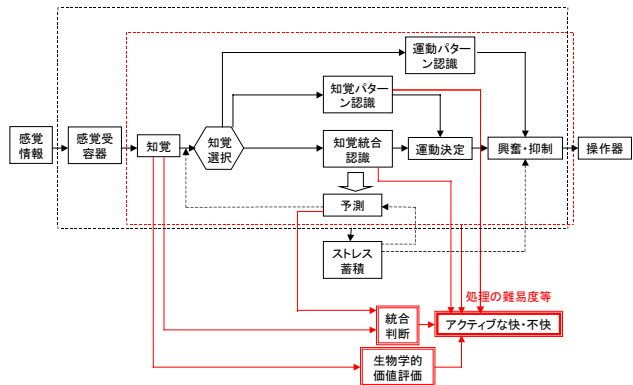 運動パター
ン認識
知覚パター
ン認識
感覚
情報
感覚受
容器
知覚
知覚
選択
知覚統合
認識
運動決定
興奮・抑制
操作器
予測
ストレス
蓄積
処理の難易度等
統合
判断
アクティブな快・不快
生物学的
価値評価